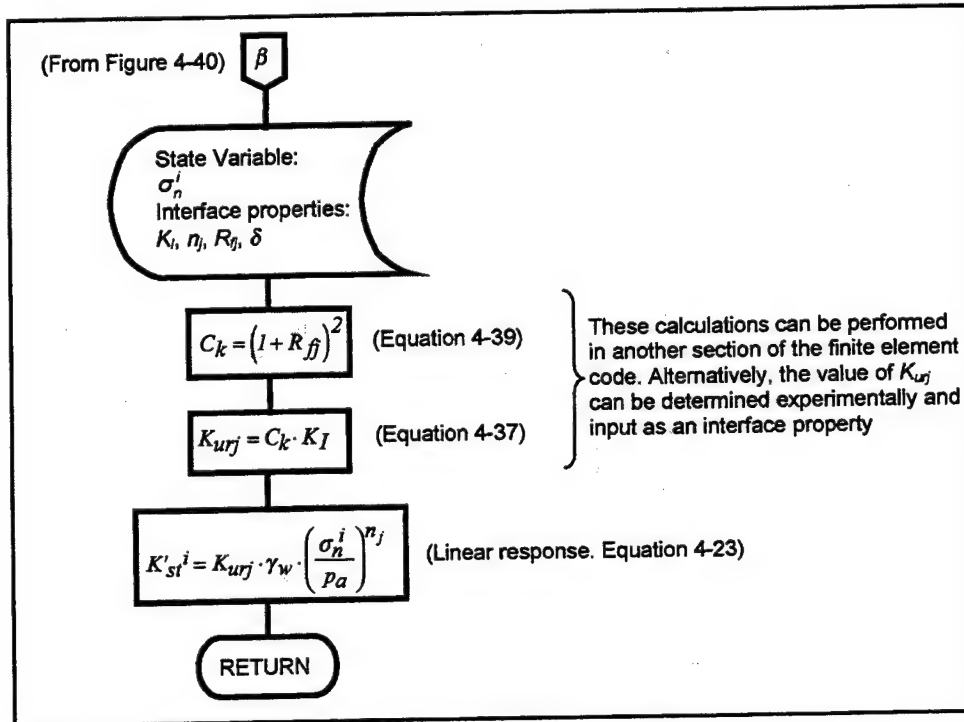 (From Figure 4-40) β
State Variable:
σₙⁱ
Interface properties:
K_I, n_j, R_fj, δ
C_k = (1 + R_fj)²
(Equation 4-39)
K_urj = C_k · K_I
(Equation 4-37)
These calculations can be performed
in another section of the finite element
code. Alternatively, the value of K_urj
can be determined experimentally and
input as an interface property
K'_st^i = K_urj · γ_w · (σ_n^i / p_a)^n_j
(Linear response. Equation 4-23)
RETURN